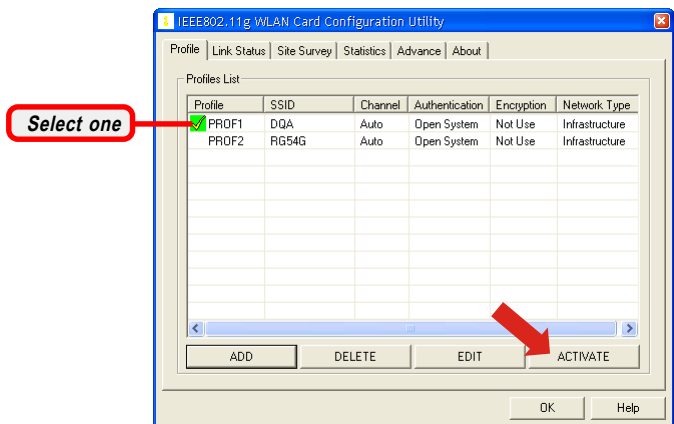 IEEE802.11g WLAN Card Configuration Utility
Profile Link Status Site Survey Statistics Advance About
Profiles List
Profile SSID Channel Authentication Encryption Network Type
Select one
PROF1 DQA Auto Open System Not Use Infrastructure
PROF2 RG54G Auto Open System Not Use Infrastructure
ADD DELETE EDIT ACTIVATE
OK Help